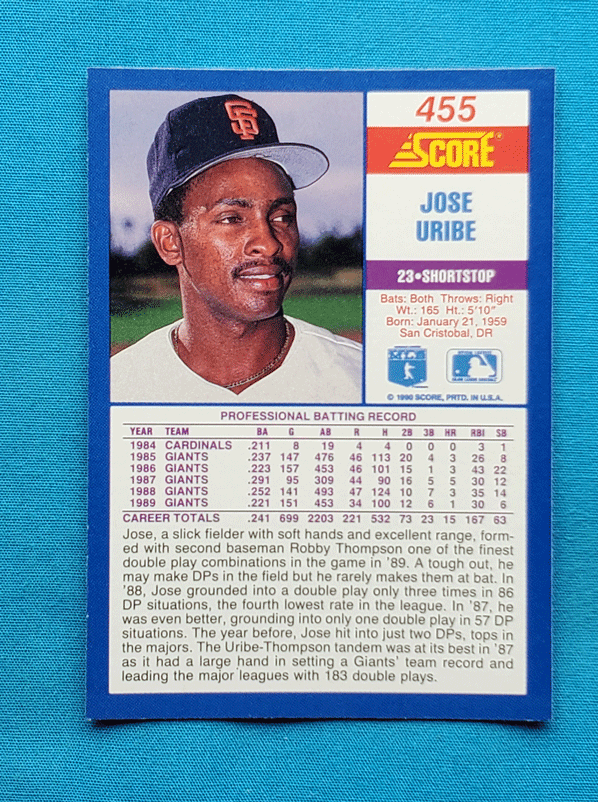 SF
455
SCORE®
JOSE
URIBE
23•SHORTSTOP
Bats: Both Throws: Right
Wt.: 165 Ht.: 5'10"
Born: January 21, 1959
San Cristobal, DR
© 1990 SCORE, PRTD. IN U.S.A.
PROFESSIONAL BATTING RECORD
YEAR TEAM BA G AB R H 2B 3B HR RBI SB
1984 CARDINALS .211 8 19 4 4 0 0 0 3 1
1985 GIANTS .237 147 476 46 113 20 4 3 26 8
1986 GIANTS .223 157 453 46 101 15 1 3 43 22
1987 GIANTS .291 95 309 44 90 16 5 5 30 12
1988 GIANTS .252 141 493 47 124 10 7 3 35 14
1989 GIANTS .221 151 453 34 100 12 6 1 30 6
CAREER TOTALS .241 699 2203 221 532 73 23 15 167 63
Jose, a slick fielder with soft hands and excellent range, form-
ed with second baseman Robby Thompson one of the finest
double play combinations in the game in '89. A tough out, he
may make DPs in the field but he rarely makes them at bat. In
'88, Jose grounded into a double play only three times in 86
DP situations, the fourth lowest rate in the league. In '87, he
was even better, grounding into only one double play in 57 DP
situations. The year before, Jose hit into just two DPs, tops in
the majors. The Uribe-Thompson tandem was at its best in '87
as it had a large hand in setting a Giants' team record and
leading the major leagues with 183 double plays.